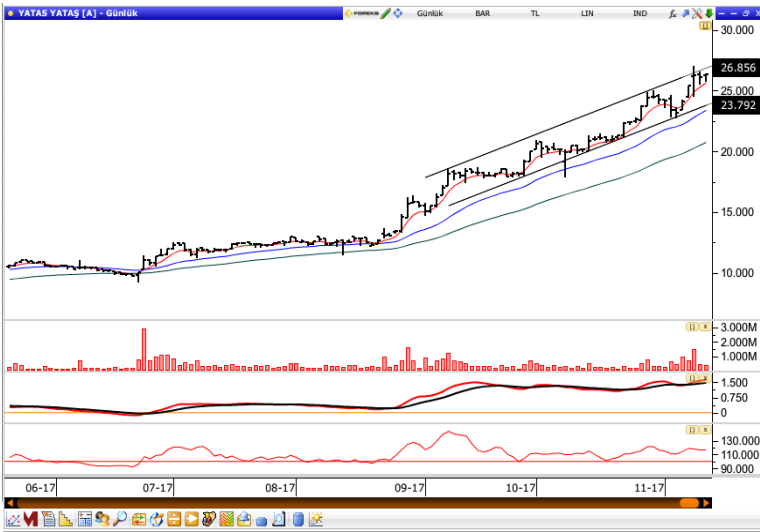 YATAS YATAŞ [A] - Günlük
FOREKS Günlük BAR TL LIN IND
30.000
26.856
25.000
23.792
20.000
15.000
10.000
3.000M
2.000M
1.000M
1.500
0.750
0
130.000
110.000
90.000
06-17 07-17 08-17 09-17 10-17 11-17